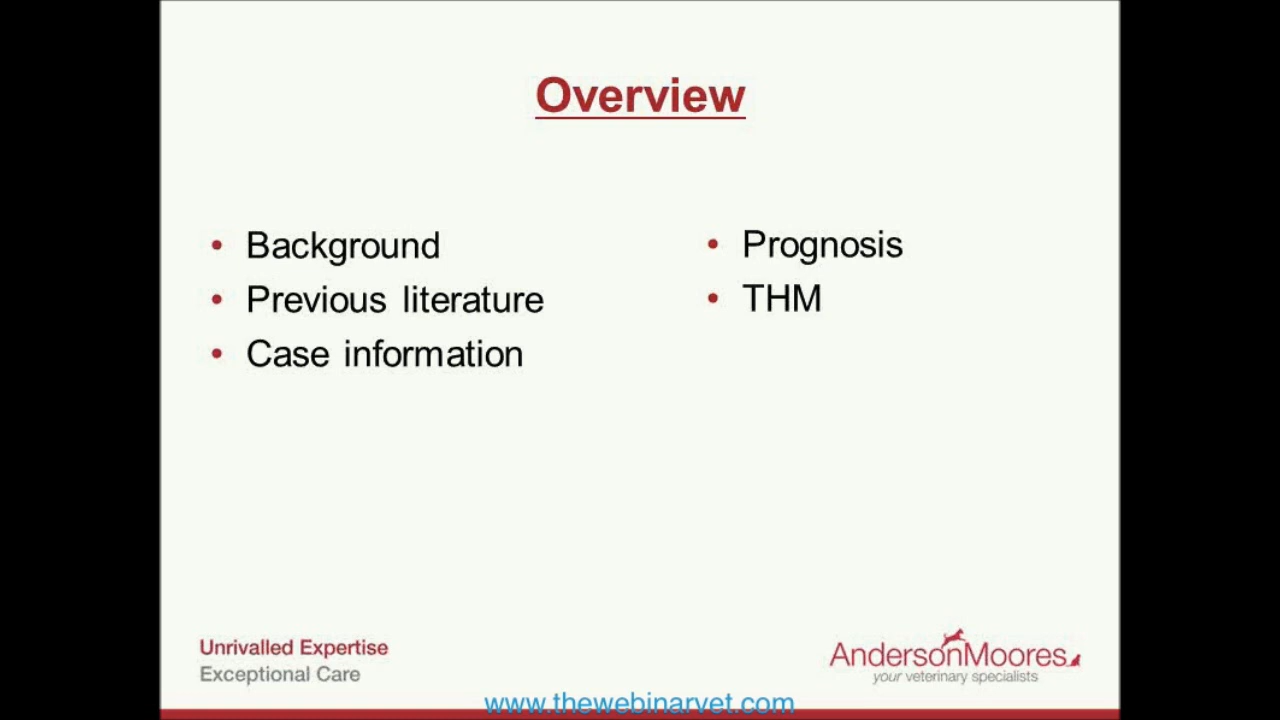 Overview
• Background
• Previous literature
• Case information
• Prognosis
• THM
Unrivalled Expertise
Exceptional Care
AndersonMoores
your veterinary specialists
www.thewebinarvet.com